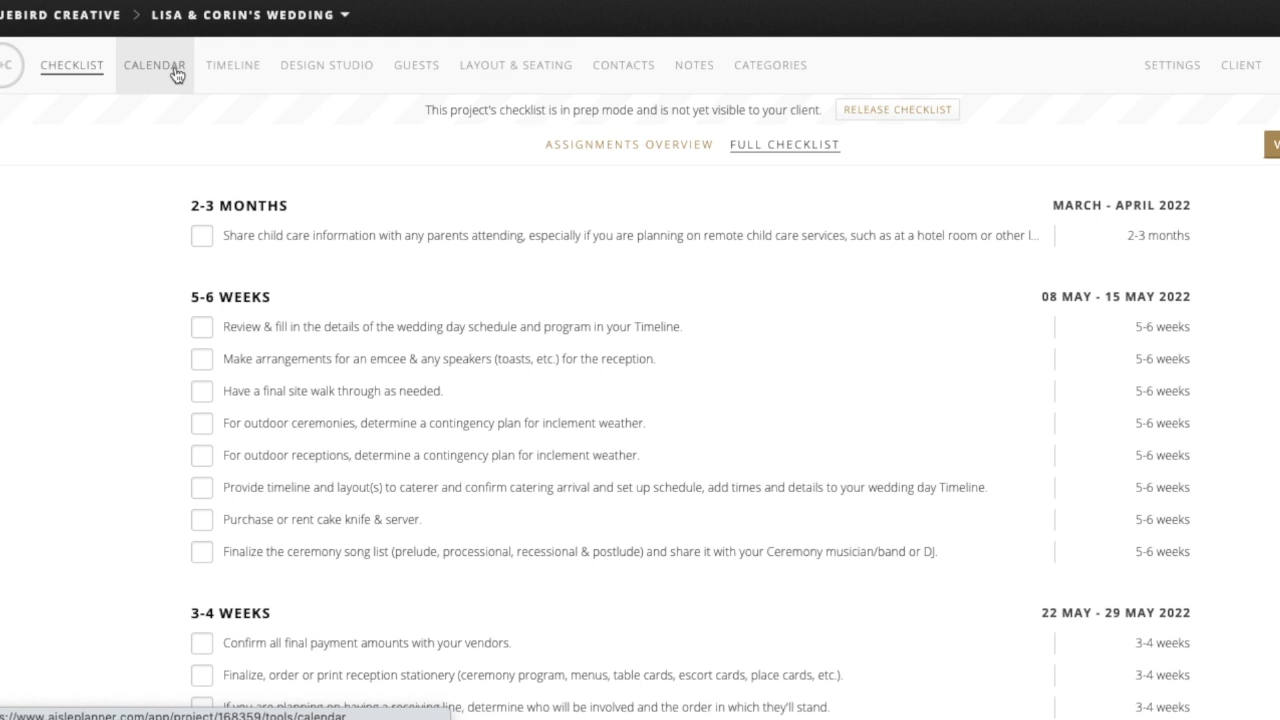 UEBIRD CREATIVE > LISA & CORIN'S WEDDING
+C CHECKLIST CALENDAR TIMELINE DESIGN STUDIO GUESTS LAYOUT & SEATING CONTACTS NOTES CATEGORIES SETTINGS CLIENT
This project's checklist is in prep mode and is not yet visible to your client. RELEASE CHECKLIST
ASSIGNMENTS OVERVIEW FULL CHECKLIST V
2-3 MONTHS MARCH - APRIL 2022
Share child care information with any parents attending, especially if you are planning on remote child care services, such as at a hotel room or other l... 2-3 months
5-6 WEEKS 08 MAY - 15 MAY 2022
Review & fill in the details of the wedding day schedule and program in your Timeline. 5-6 weeks
Make arrangements for an emcee & any speakers (toasts, etc.) for the reception. 5-6 weeks
Have a final site walk through as needed. 5-6 weeks
For outdoor ceremonies, determine a contingency plan for inclement weather. 5-6 weeks
For outdoor receptions, determine a contingency plan for inclement weather. 5-6 weeks
Provide timeline and layout(s) to caterer and confirm catering arrival and set up schedule, add times and details to your wedding day Timeline. 5-6 weeks
Purchase or rent cake knife & server. 5-6 weeks
Finalize the ceremony song list (prelude, processional, recessional & postlude) and share it with your Ceremony musician/band or DJ. 5-6 weeks
3-4 WEEKS 22 MAY - 29 MAY 2022
Confirm all final payment amounts with your vendors. 3-4 weeks
Finalize, order or print reception stationery (ceremony program, menus, table cards, escort cards, place cards, etc.). 3-4 weeks
If you are planning on having a receiving line, determine who will be involved and the order in which they'll stand. 3-4 weeks
s://www.aisleplanner.com/app/project/168359/tools/calendar